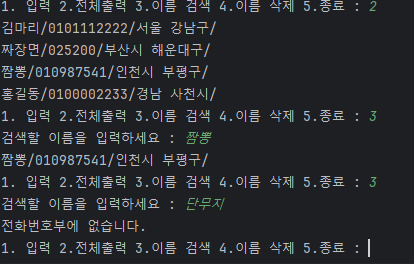 1. 입력 2.전체출력 3.이름 검색 4.이름 삭제 5.종료 : 2
김마리/0101112222/서울 강남구/
짜장면/025200/부산시 해운대구/
짬뽕/010987541/인천시 부평구/
홍길동/0100002233/경남 사천시/
1. 입력 2.전체출력 3.이름 검색 4.이름 삭제 5.종료 : 3
검색할 이름을 입력하세요 : 짬뽕
짬뽕/010987541/인천시 부평구/
1. 입력 2.전체출력 3.이름 검색 4.이름 삭제 5.종료 : 3
검색할 이름을 입력하세요 : 단무지
전화번호부에 없습니다.
1. 입력 2.전체출력 3.이름 검색 4.이름 삭제 5.종료 :